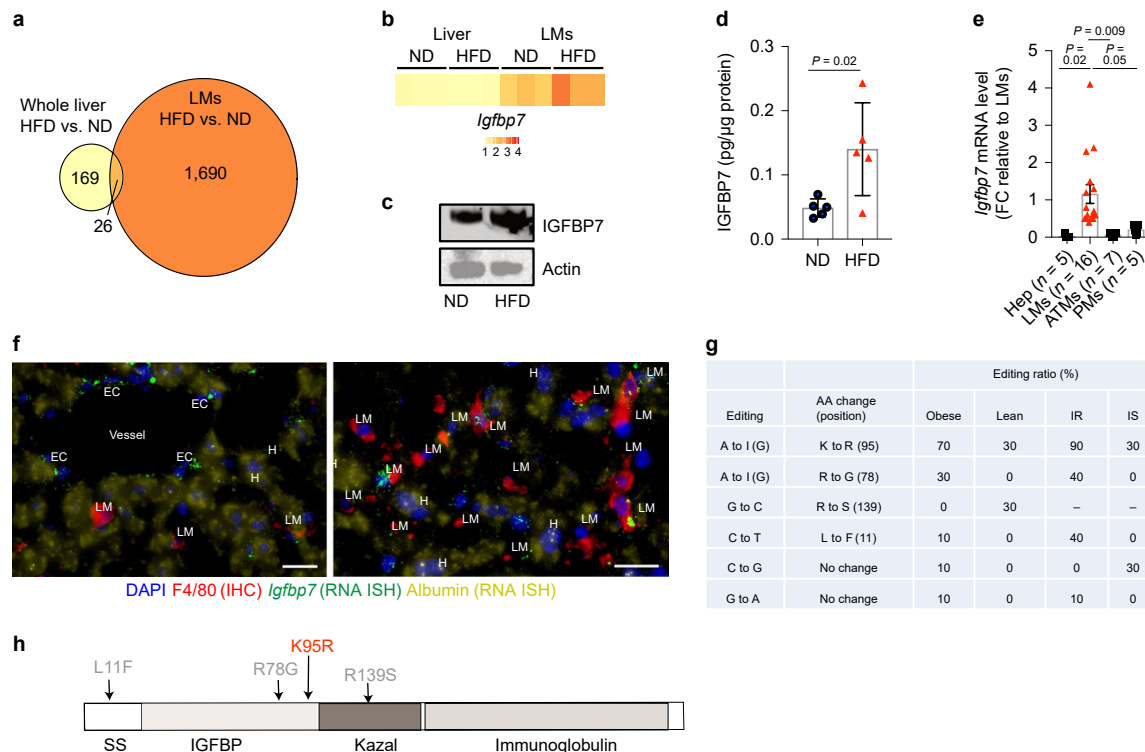 a
Whole liver
HFD vs. ND
LMs
HFD vs. ND
169
1,690
26
b
Liver LMs
ND HFD ND HFD
Igfbp7
1 2 3 4
c
IGFBP7
Actin
ND HFD
d
P = 0.02
IGFBP7 (pg/µg protein)
0.3
0.2
0.1
0.0
ND HFD
e
P = 0.009
P = 0.02
P = 0.05
Igfbp7 mRNA level
(FC relative to LMs)
5
4
3
2
1
0
Hep (n = 5)
LMs (n = 16)
ATMs (n = 7)
PMs (n = 5)
f
EC
EC
Vessel
EC
EC
H
H
LM
LM
LM
H
LM
LM
LM
LM
LM
LM
LM
LM
H
LM
LM
LM
H
LM
LM
H
LM
LM
H
LM
LM
DAPI F4/80 (IHC) Igfbp7 (RNA ISH) Albumin (RNA ISH)
g
Editing ratio (%)
Editing AA change (position) Obese Lean IR IS
A to I (G) K to R (95) 70 30 90 30
A to I (G) R to G (78) 30 0 40 0
G to C R to S (139) 0 30 – –
C to T L to F (11) 10 0 40 0
C to G No change 10 0 0 30
G to A No change 10 0 10 0
h
L11F
R78G
K95R
R139S
SS IGFBP Kazal Immunoglobulin